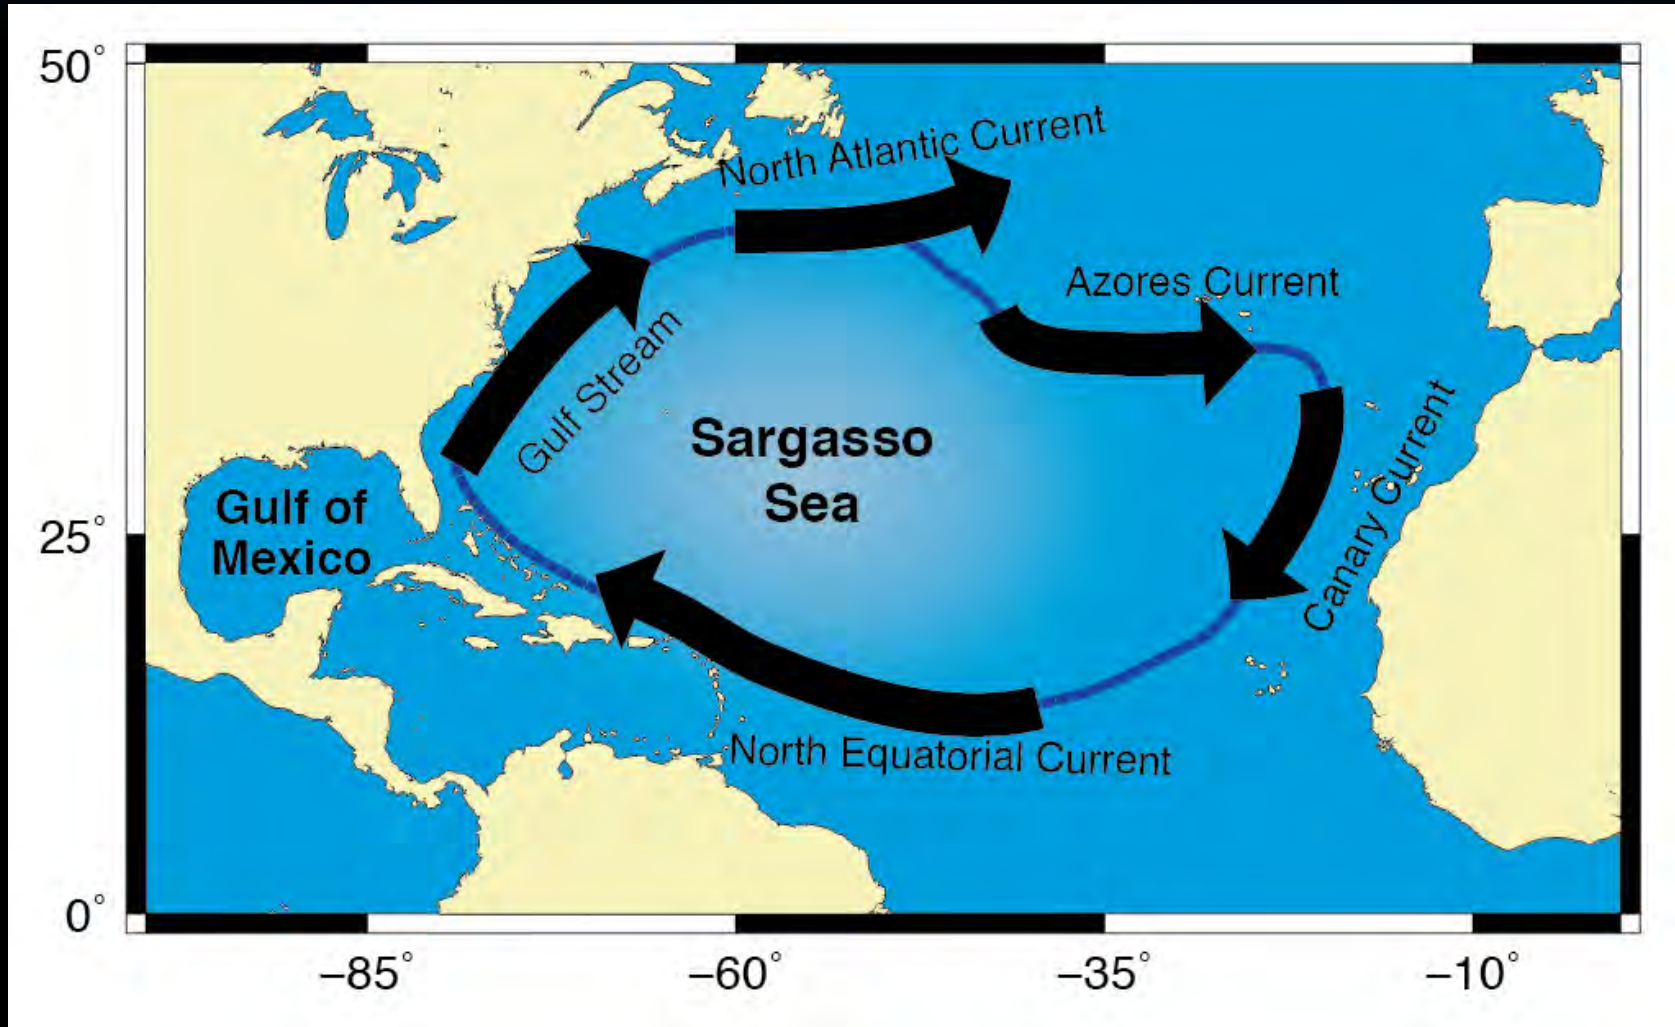 50°
North Atlantic Current
Azores Current
Gulf Stream
Sargasso
Sea
Gulf of
Mexico
25°
Canary Current
North Equatorial Current
0°
–85°
–60°
–35°
–10°